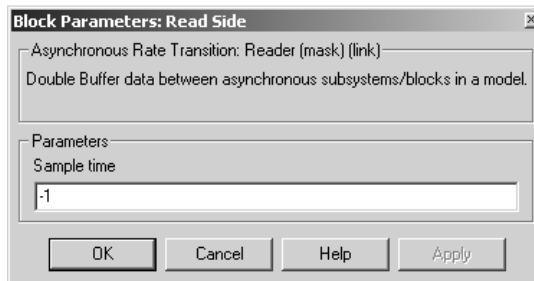 Block Parameters: Read Side
Asynchronous Rate Transition: Reader (mask) (link)
Double Buffer data between asynchronous subsystems/blocks in a model.
Parameters
Sample time
-1
OK Cancel Help Apply